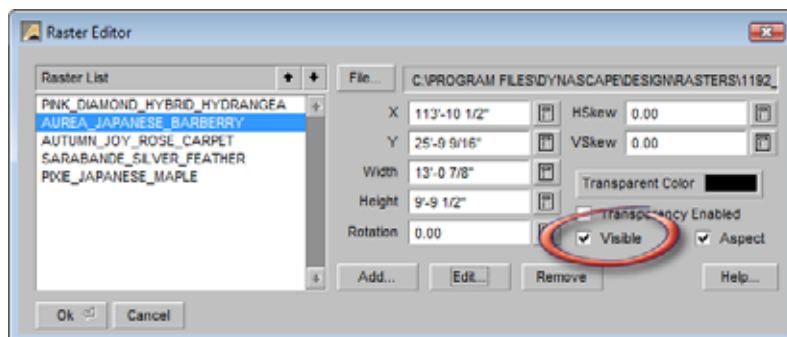 Raster Editor
Raster List
PINK_DIAMOND_HYBRID_HYDRANGEA
AUREA_JAPANESE_BARBERRY
AUTUMN_JOY_ROSE_CARPET
SARABANDE_SILVER_FEATHER
PIXIE_JAPANESE_MAPLE
File... C:\PROGRAM FILES\DYNASCAPE\DESIGN\RASTERS\1192_
X 113'-10 1/2" HSkew 0.00
Y 25'-9 9/16" VSkew 0.00
Width 13'-0 7/8" Transparent Color
Height 9'-9 1/2" Transparency Enabled
Rotation 0.00 Visible Aspect
Add... Edit... Remove Help...
Ok Cancel